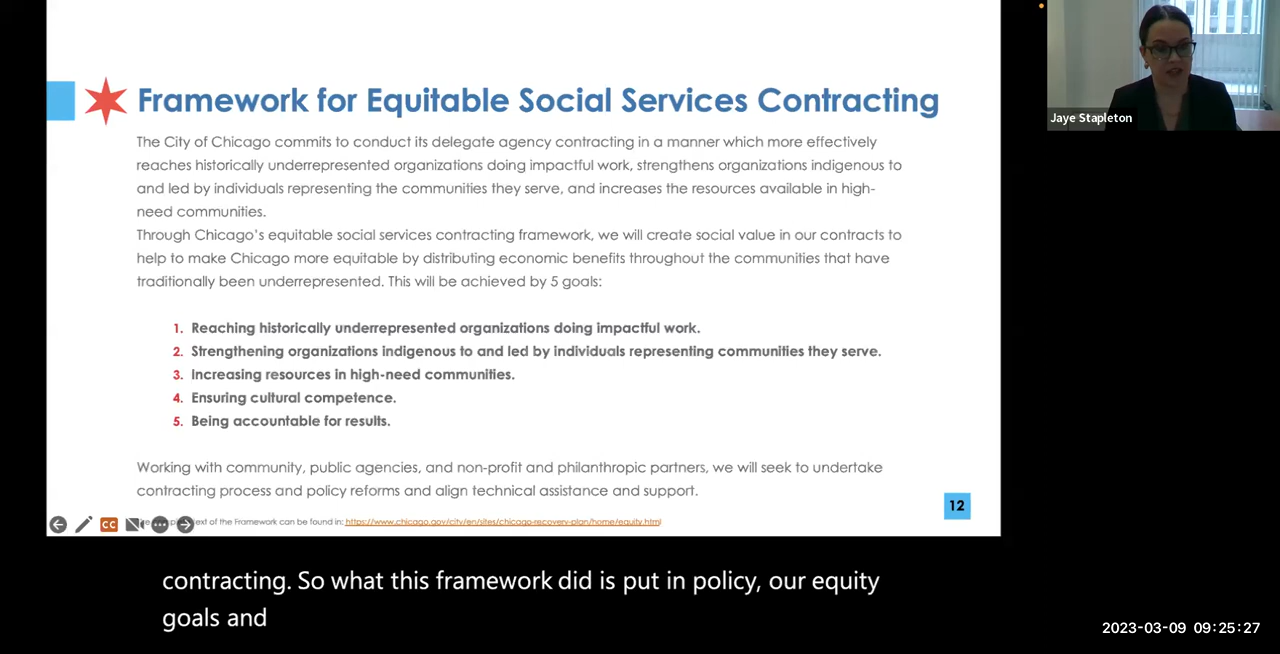 Framework for Equitable Social Services Contracting
The City of Chicago commits to conduct its delegate agency contracting in a manner which more effectively
reaches historically underrepresented organizations doing impactful work, strengthens organizations indigenous to
and led by individuals representing the communities they serve, and increases the resources available in high-
need communities.
Through Chicago's equitable social services contracting framework, we will create social value in our contracts to
help to make Chicago more equitable by distributing economic benefits throughout the communities that have
traditionally been underrepresented. This will be achieved by 5 goals:
1. Reaching historically underrepresented organizations doing impactful work.
2. Strengthening organizations indigenous to and led by individuals representing communities they serve.
3. Increasing resources in high-need communities.
4. Ensuring cultural competence.
5. Being accountable for results.
Working with community, public agencies, and non-profit and philanthropic partners, we will seek to undertake
contracting process and policy reforms and align technical assistance and support.
12
CC
text of the Framework can be found in: https://www.chicago.gov/city/en/sites/chicago-recovery-plan/home/equity.html
Jaye Stapleton
contracting. So what this framework did is put in policy, our equity
goals and
2023-03-09 09:25:27